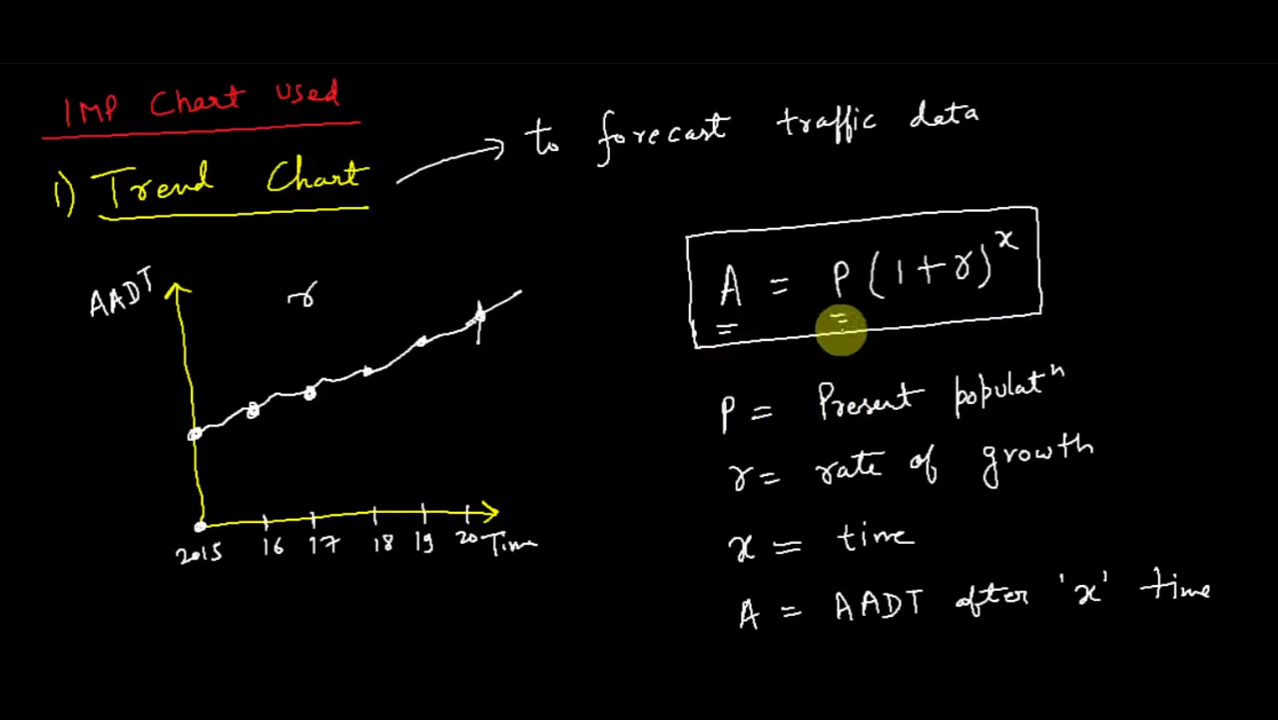 IMP Chart Used
1) Trend Chart
to forecast traffic data
AADT
r
2015 16 17 18 19 20 Time
A = P(1+r)^x
P = Present populatⁿ
r = rate of growth
x = time
A = AADT after 'x' time